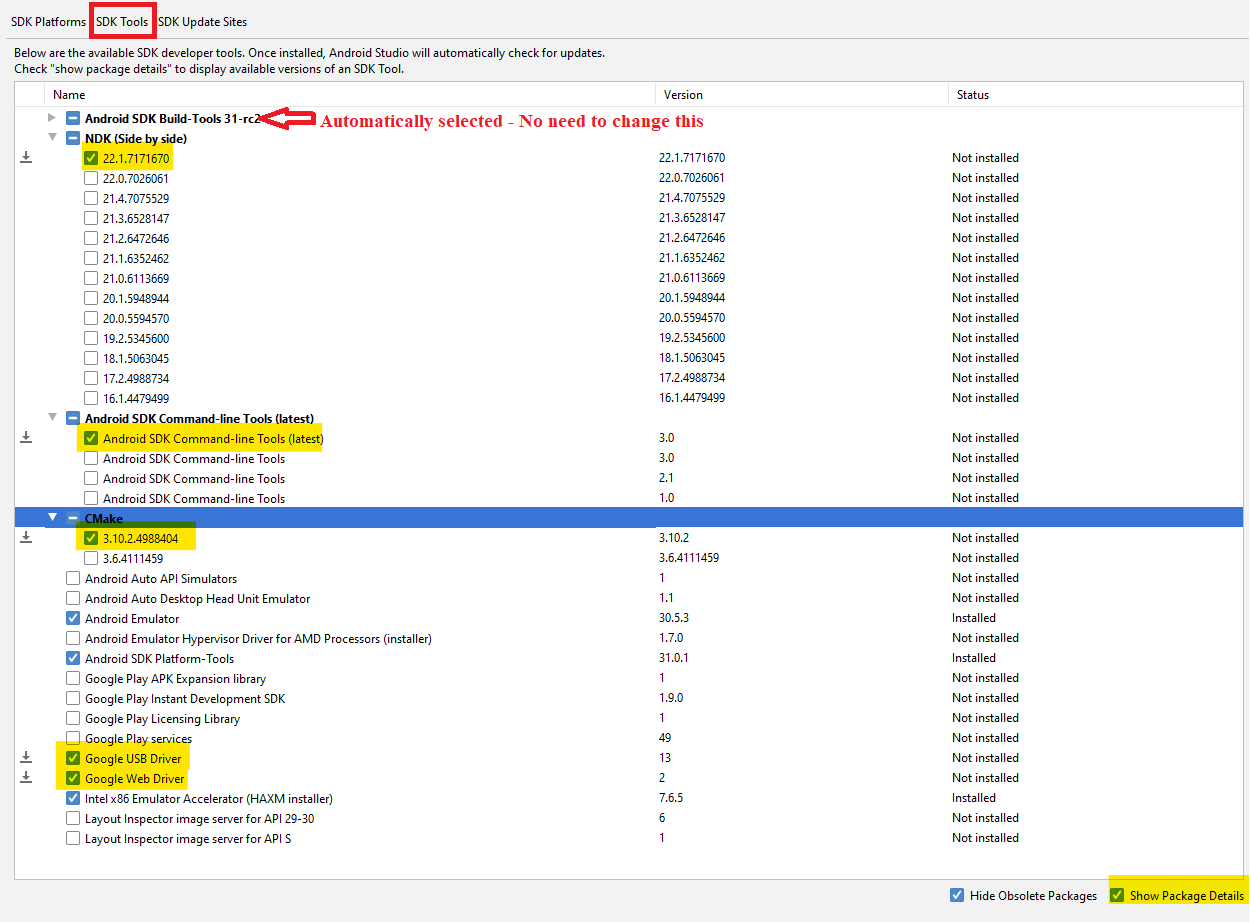 SDK Platforms SDK Tools SDK Update Sites
Below are the available SDK developer tools. Once installed, Android Studio will automatically check for updates.
Check "show package details" to display available versions of an SDK Tool.
Name Version Status
Android SDK Build-Tools 31-rc2 Automatically selected - No need to change this
NDK (Side by side)
22.1.7171670 22.1.7171670 Not installed
22.0.7026061 22.0.7026061 Not installed
21.4.7075529 21.4.7075529 Not installed
21.3.6528147 21.3.6528147 Not installed
21.2.6472646 21.2.6472646 Not installed
21.1.6352462 21.1.6352462 Not installed
21.0.6113669 21.0.6113669 Not installed
20.1.5948944 20.1.5948944 Not installed
20.0.5594570 20.0.5594570 Not installed
19.2.5345600 19.2.5345600 Not installed
18.1.5063045 18.1.5063045 Not installed
17.2.4988734 17.2.4988734 Not installed
16.1.4479499 16.1.4479499 Not installed
Android SDK Command-line Tools (latest)
Android SDK Command-line Tools (latest) 3.0 Not installed
Android SDK Command-line Tools 3.0 Not installed
Android SDK Command-line Tools 2.1 Not installed
Android SDK Command-line Tools 1.0 Not installed
CMake
3.10.2.4988404 3.10.2 Not installed
3.6.4111459 3.6.4111459 Not installed
Android Auto API Simulators 1 Not installed
Android Auto Desktop Head Unit Emulator 1.1 Not installed
Android Emulator 30.5.3 Installed
Android Emulator Hypervisor Driver for AMD Processors (installer) 1.7.0 Not installed
Android SDK Platform-Tools 31.0.1 Installed
Google Play APK Expansion library 1 Not installed
Google Play Instant Development SDK 1.9.0 Not installed
Google Play Licensing Library 1 Not installed
Google Play services 49 Not installed
Google USB Driver 13 Not installed
Google Web Driver 2 Not installed
Intel x86 Emulator Accelerator (HAXM installer) 7.6.5 Installed
Layout Inspector image server for API 29-30 6 Not installed
Layout Inspector image server for API S 1 Not installed
Hide Obsolete Packages Show Package Details